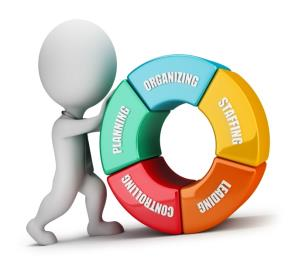 PLANNING
ORGANIZING
STAFFING
LEADING
CONTROLLING